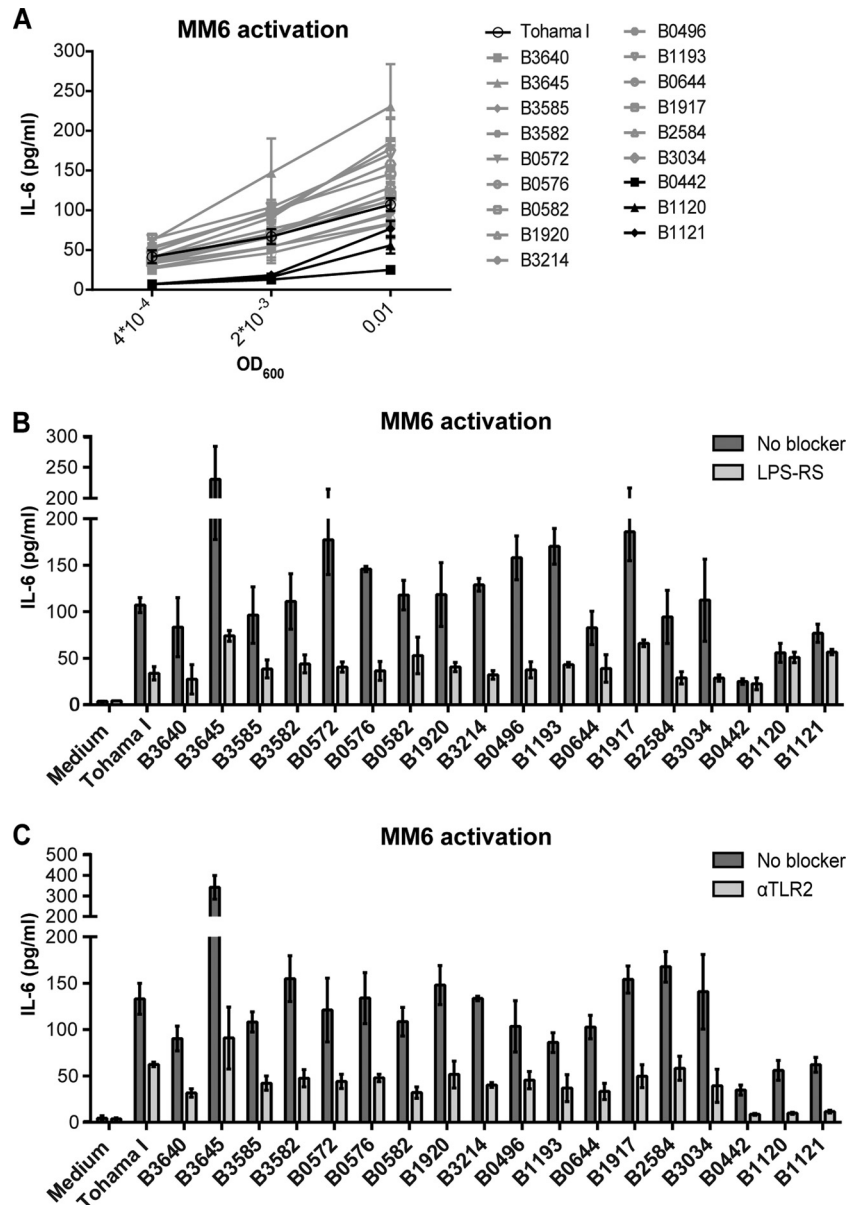 A
MM6 activation
IL-6 (pg/ml)
300
250
200
150
100
50
0
4*10-4
2*10-3
0.01
OD600
Tohama I
B3640
B3645
B3585
B3582
B0572
B0576
B0582
B1920
B3214
B0496
B1193
B0644
B1917
B2584
B3034
B0442
B1120
B1121
B
MM6 activation
No blocker
LPS-RS
IL-6 (pg/ml)
300
250
200
200
150
100
50
0
Medium
Tohama I
B3640
B3645
B3585
B3582
B0572
B0576
B0582
B1920
B3214
B0496
B1193
B0644
B1917
B2584
B3034
B0442
B1120
B1121
C
MM6 activation
No blocker
αTLR2
IL-6 (pg/ml)
500
400
300
200
200
150
100
50
0
Medium
Tohama I
B3640
B3645
B3585
B3582
B0572
B0576
B0582
B1920
B3214
B0496
B1193
B0644
B1917
B2584
B3034
B0442
B1120
B1121